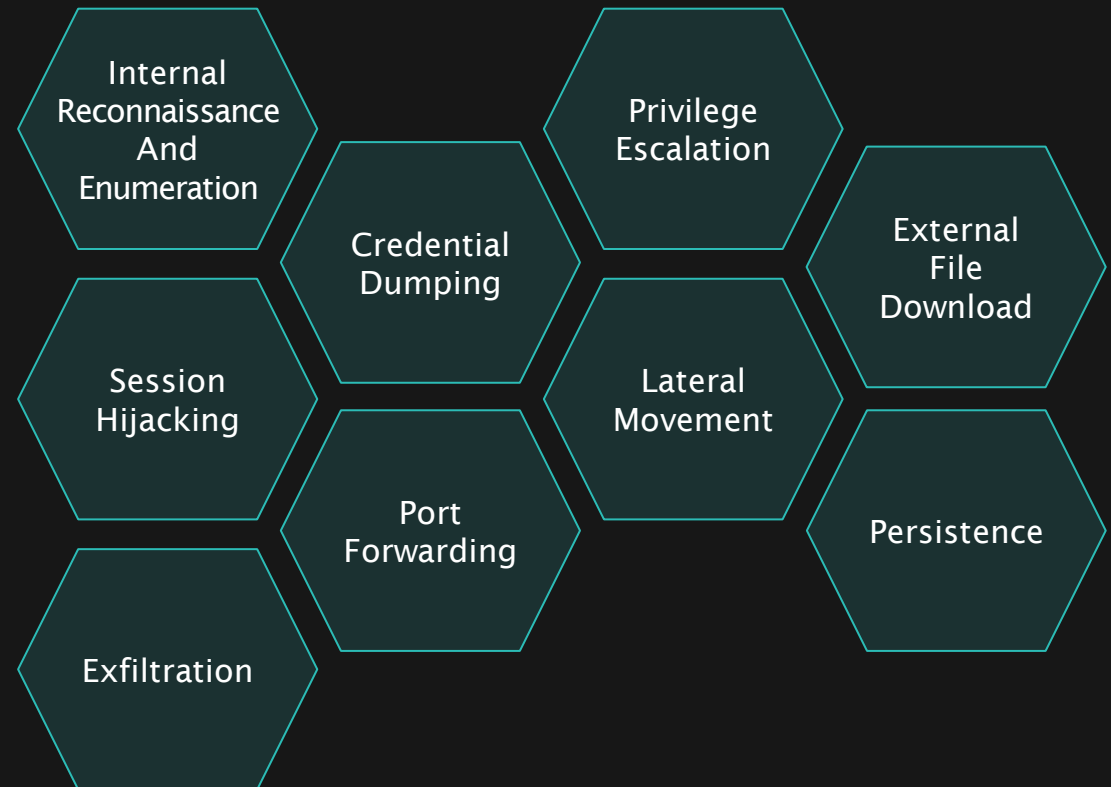 Internal
Reconnaissance
And
Enumeration
Privilege
Escalation
Credential
Dumping
External
File
Download
Session
Hijacking
Lateral
Movement
Port
Forwarding
Persistence
Exfiltration